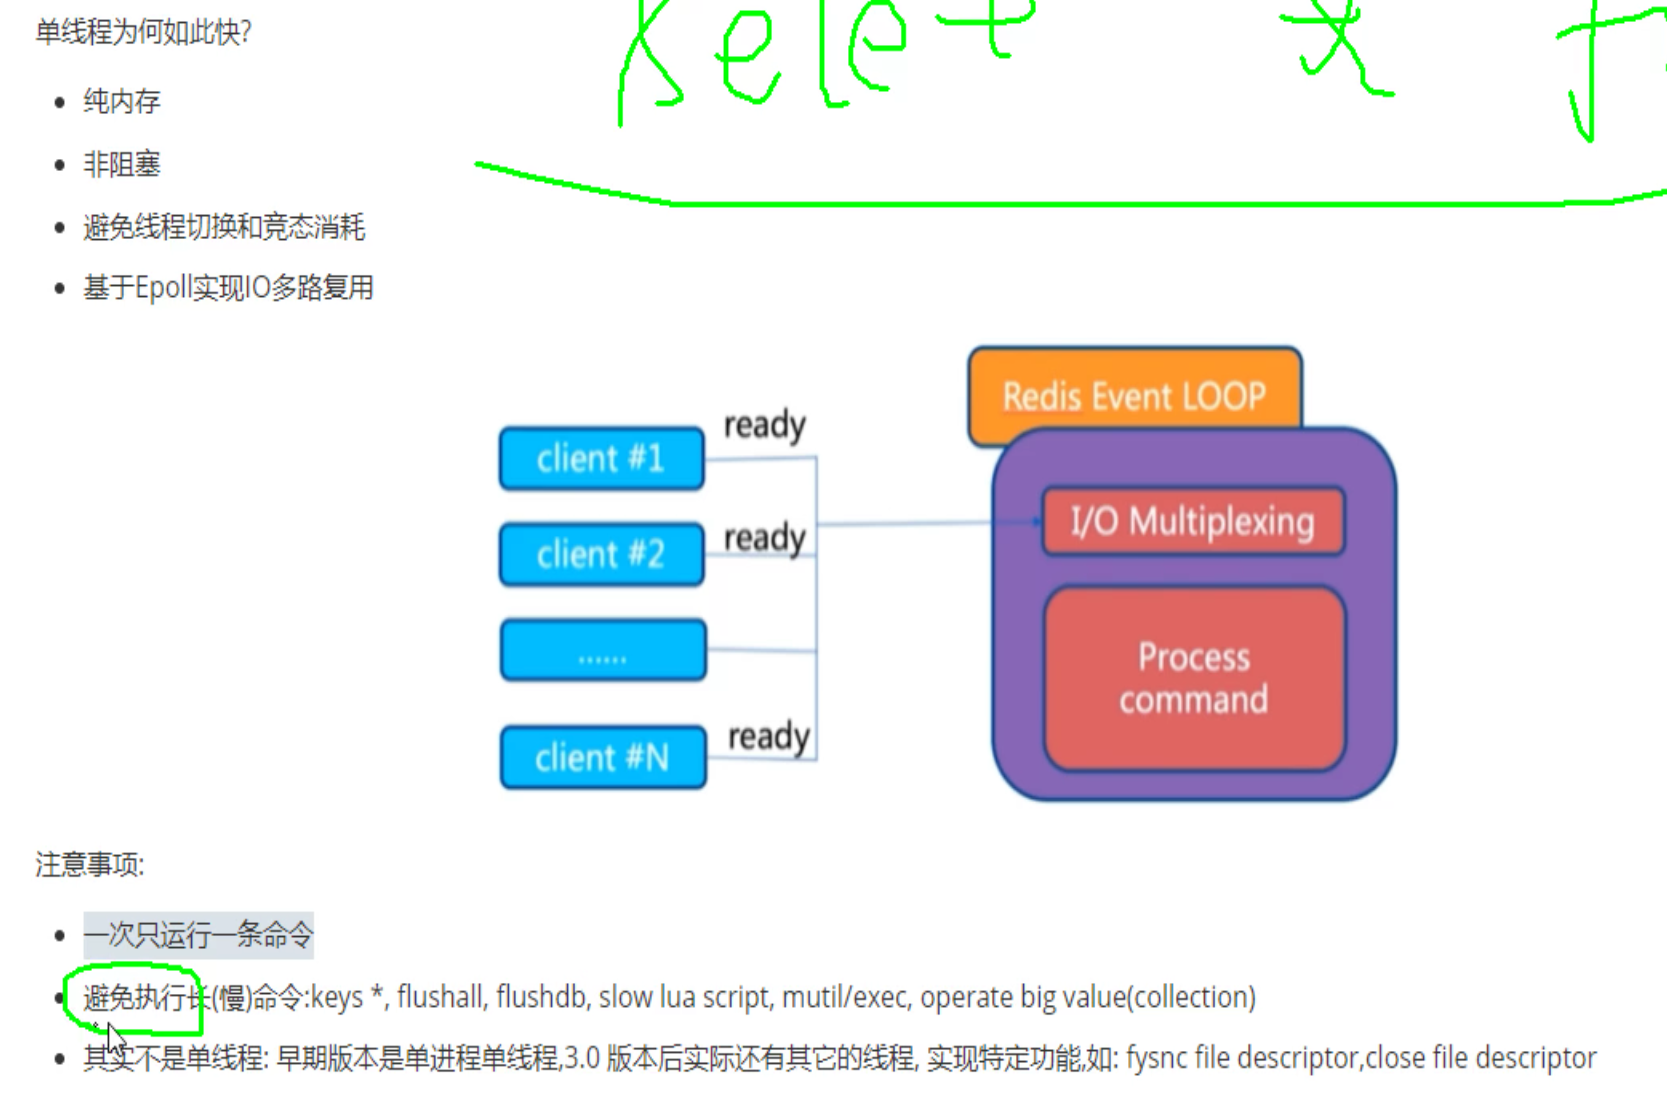 单线程为何如此快?
纯内存
非阻塞
避免线程切换和竞态消耗
基于Epoll实现IO多路复用
Redis Event LOOP
ready
client #1
I/O Multiplexing
ready
client #2
......
Process
command
ready
client #N
注意事项:
一次只运行一条命令
避免执行长(慢)命令:keys *, flushall, flushdb, slow lua script, mutil/exec, operate big value(collection)
其实不是单线程: 早期版本是单进程单线程,3.0 版本后实际还有其它的线程, 实现特定功能,如: fysnc file descriptor,close file descriptor